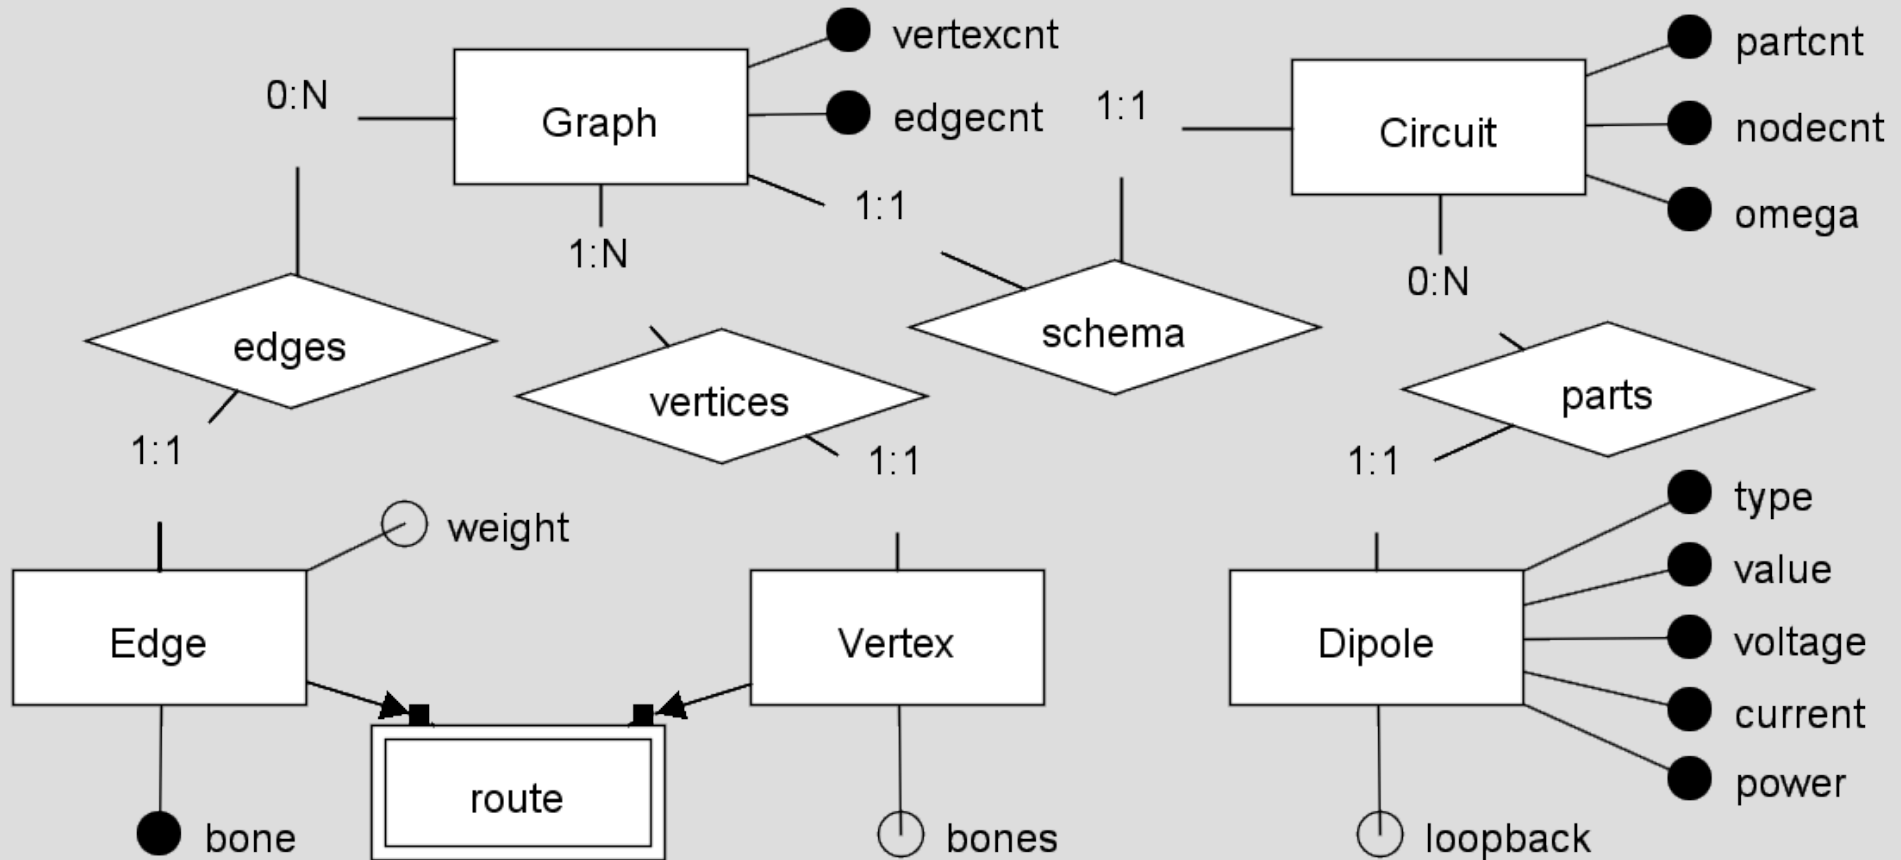 vertexcnt
partcnt
0:N
Graph
edgecnt
1:1
Circuit
nodecnt
1:1
omega
1:N
0:N
edges
schema
vertices
parts
1:1
1:1
1:1
type
weight
value
Edge
Vertex
Dipole
voltage
current
route
power
bone
bones
loopback